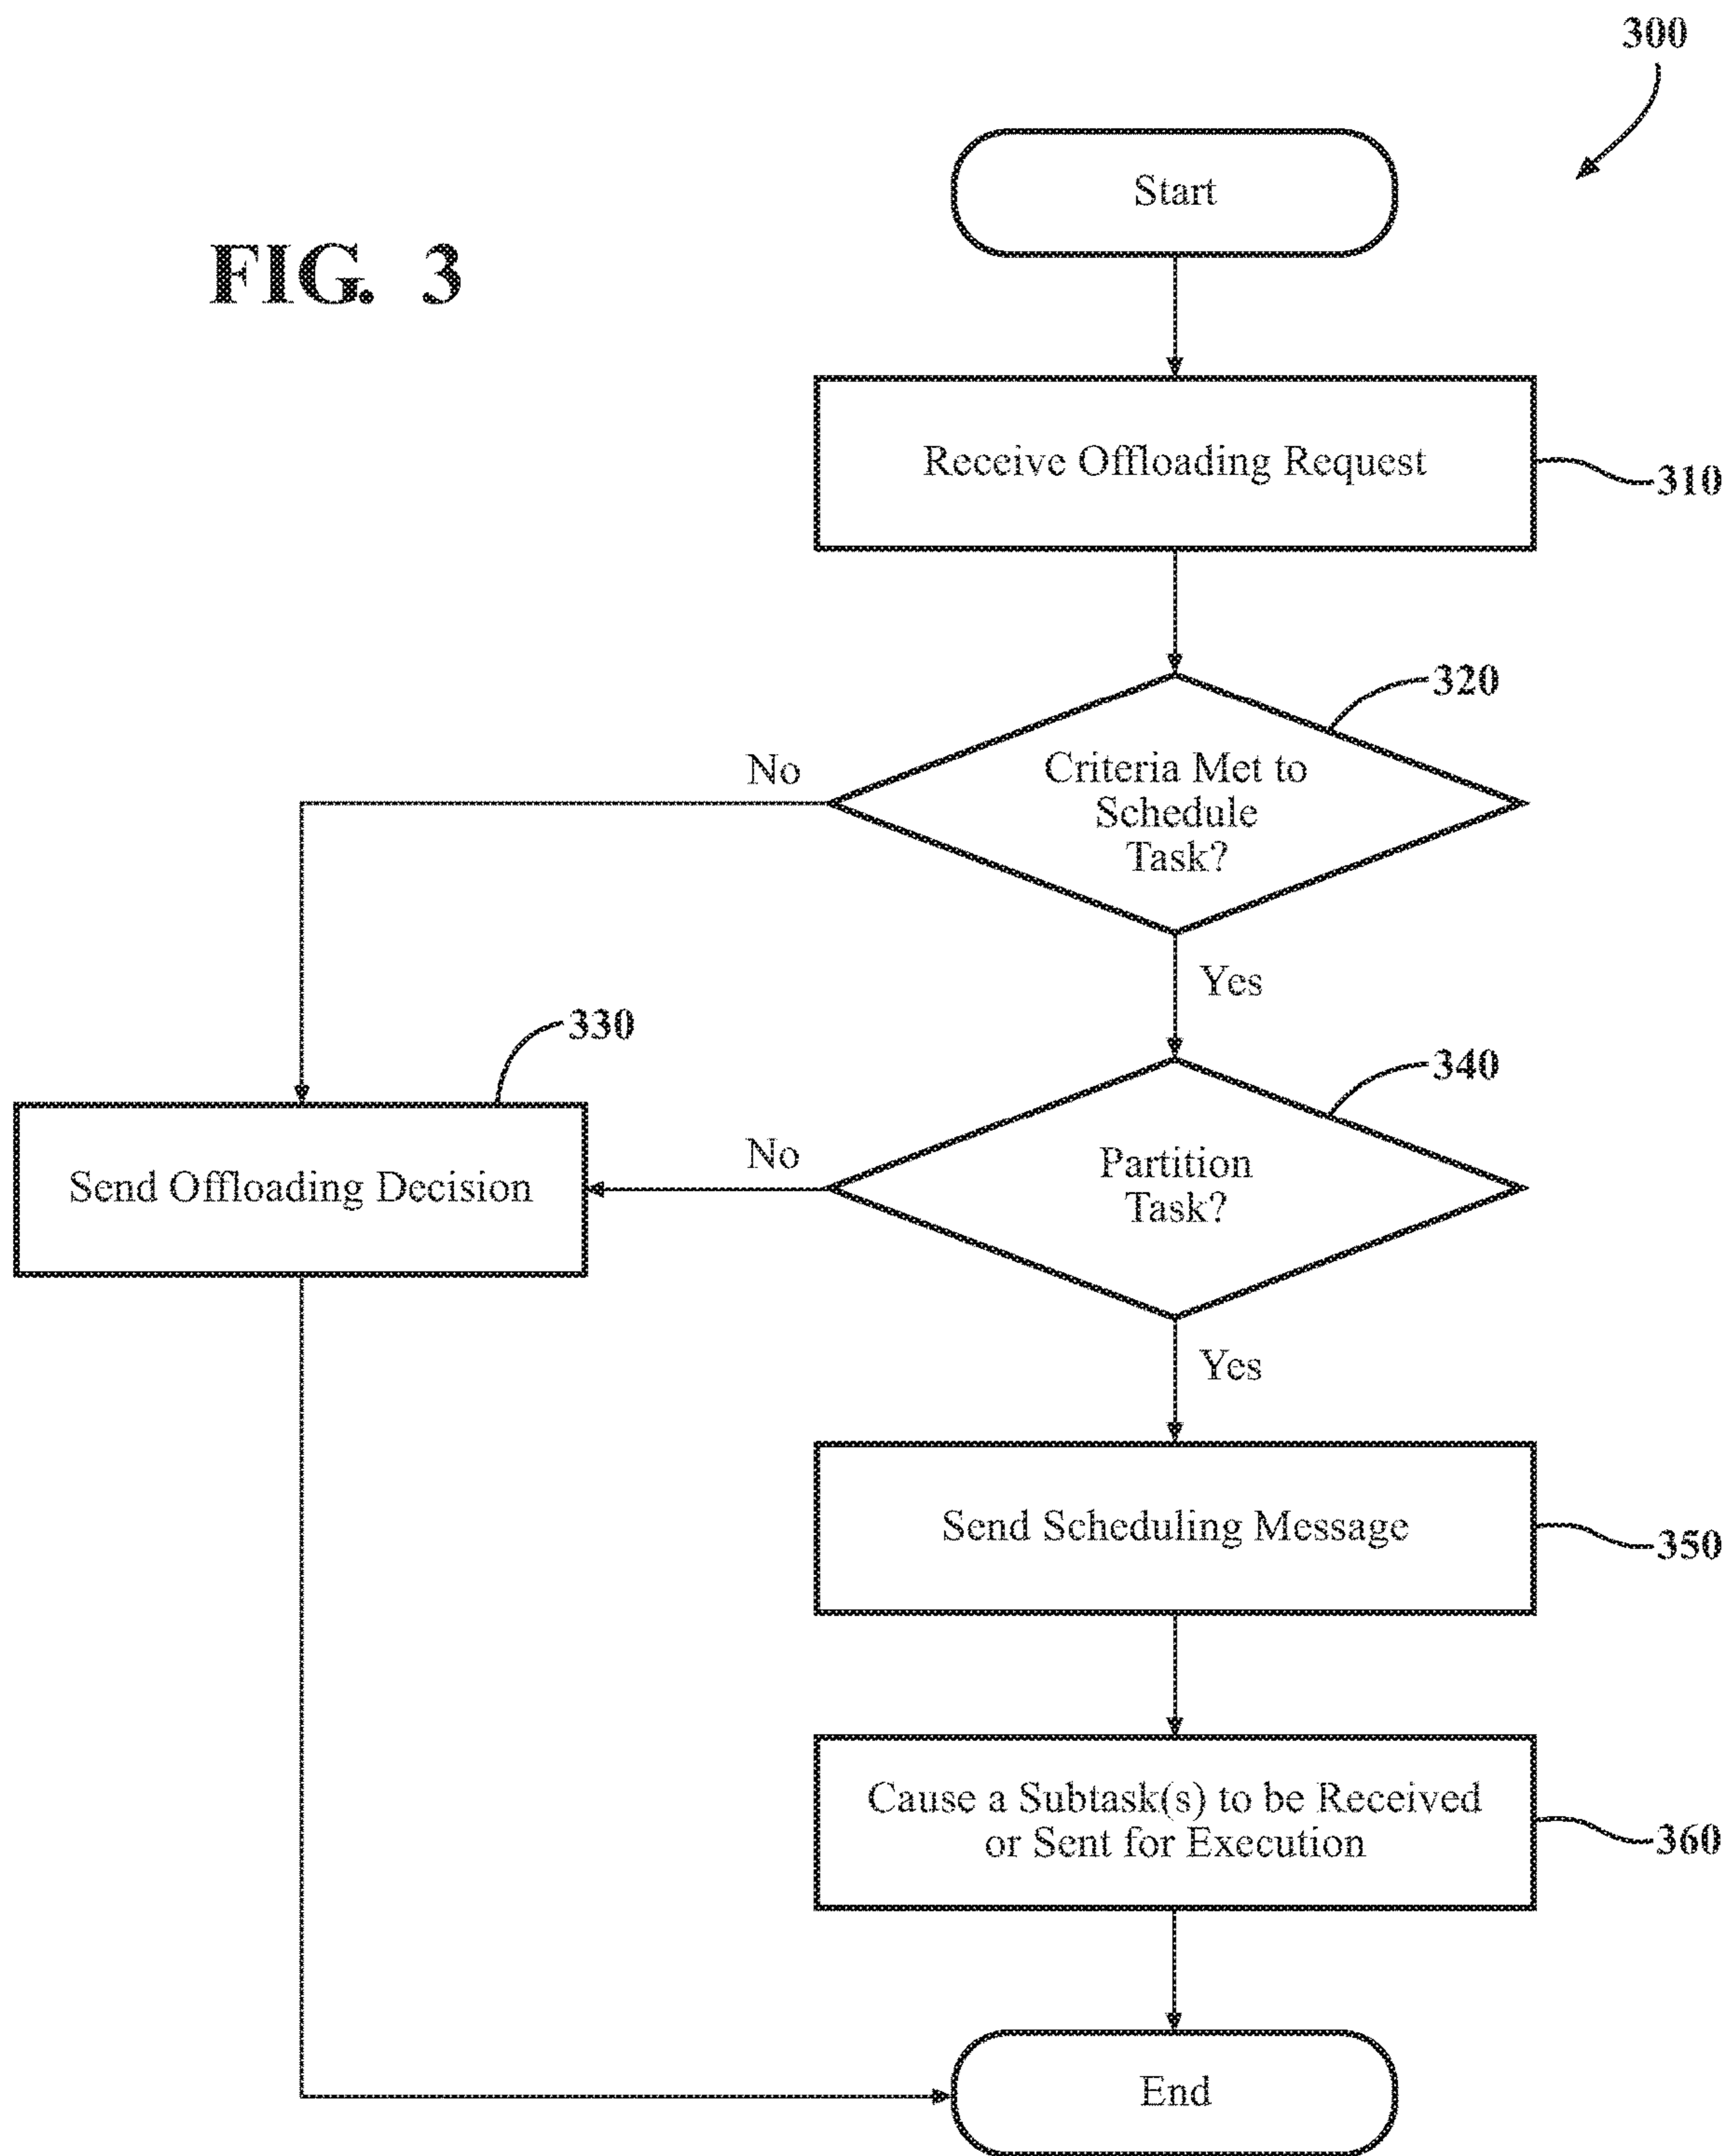 300
Start
FIG. 3
Receive Offloading Request
310
320
No
Criteria Met to
Schedule
Task?
Yes
330
340
Send Offloading Decision
No
Partition
Task?
Yes
Send Scheduling Message
350
Cause a Subtask(s) to be Received
or Sent for Execution
360
End